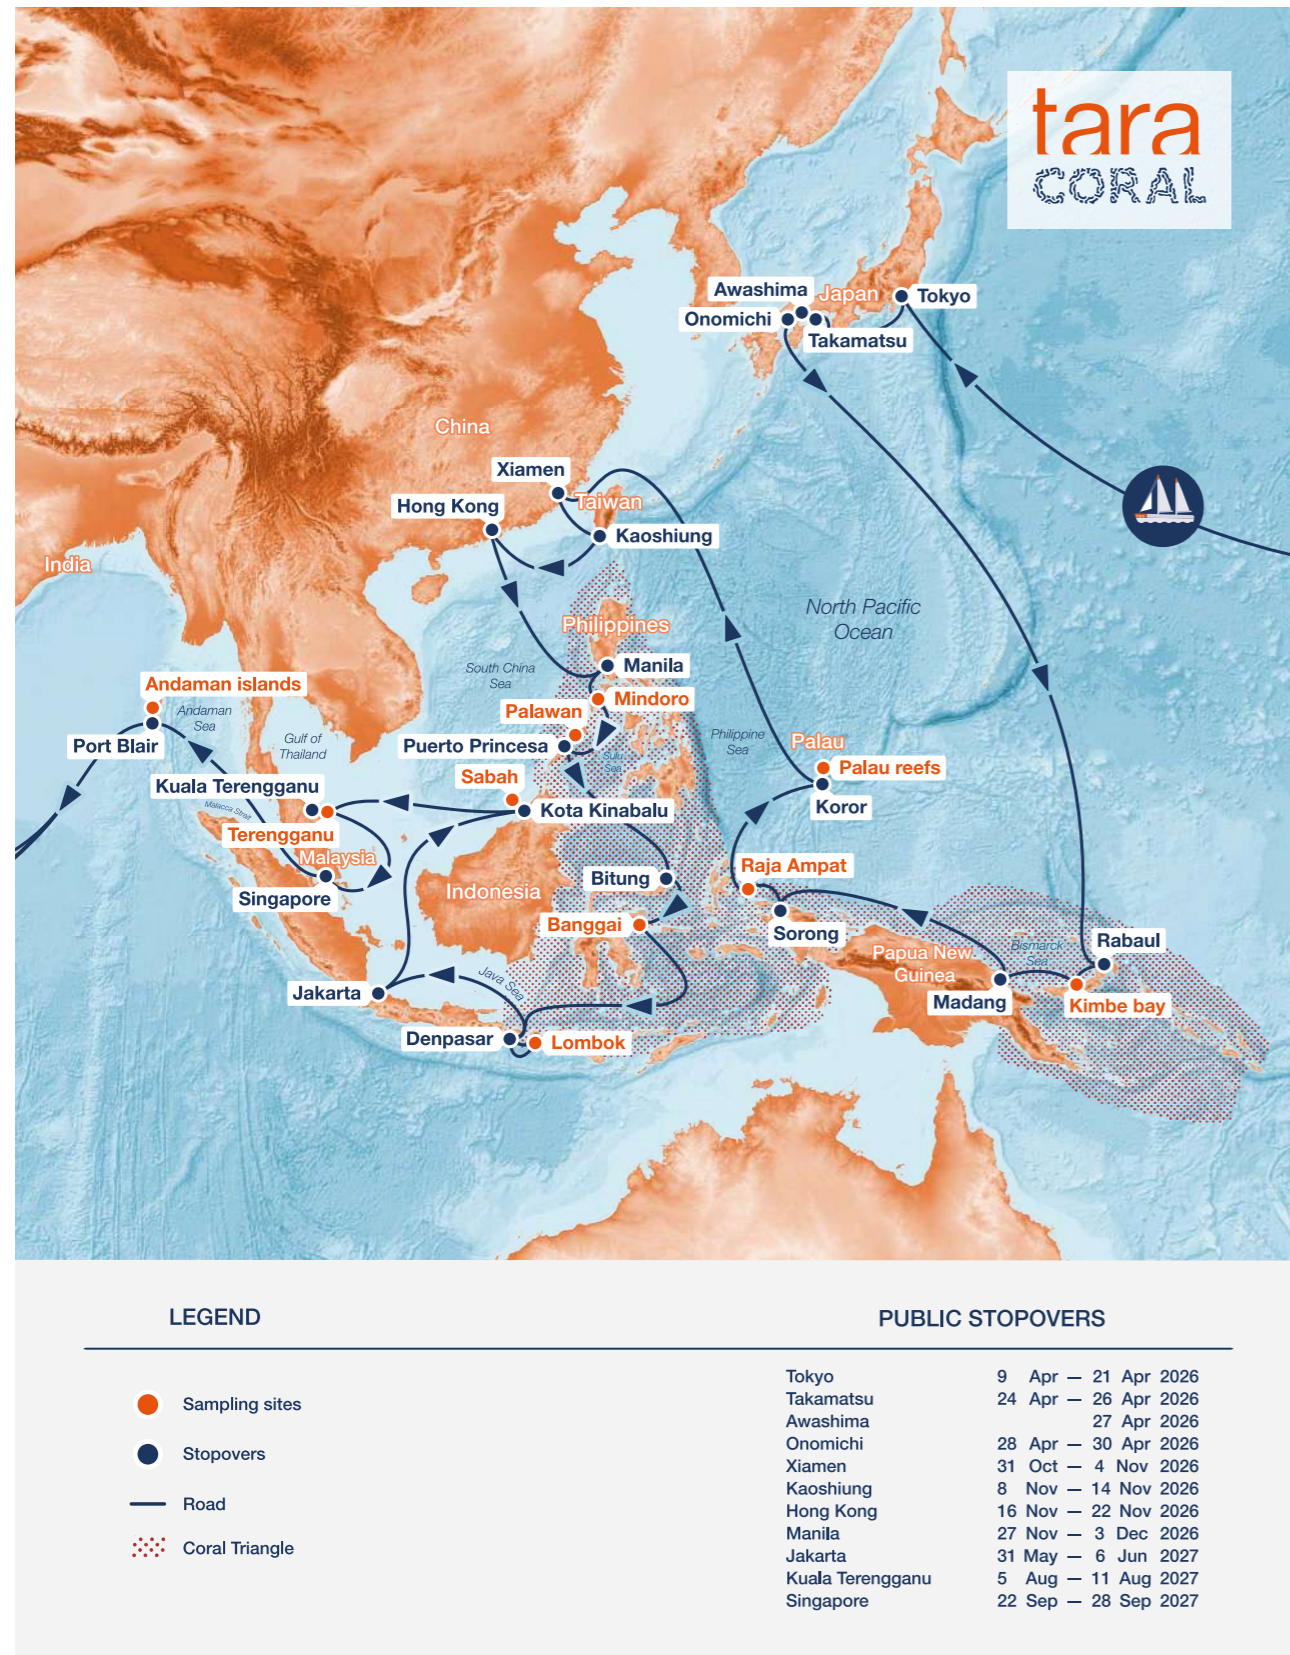 tara
CORAL
Awashima
Japan
Tokyo
Onomichi
Takamatsu
China
Xiamen
Taiwan
Hong Kong
Kaoshiung
India
North Pacific
Ocean
Philippines
South China
Sea
Manila
Andaman islands
Mindoro
Palawan
Andaman
Sea
Port Blair
Gulf of
Thailand
Puerto Princesa
Sulu
Sea
Philippine
Sea
Palau
Palau reefs
Sabah
Kuala Terengganu
Koror
Malacca Strait
Kota Kinabalu
Terengganu
Malaysia
Raja Ampat
Singapore
Indonesia
Bitung
Banggai
Sorong
Rabaul
Papua New
Guinea
Bismarck
Sea
Java Sea
Jakarta
Madang
Kimbe bay
Denpasar
Lombok
LEGEND
Sampling sites
Stopovers
Road
Coral Triangle
PUBLIC STOPOVERS
Tokyo 9 Apr — 21 Apr 2026
Takamatsu 24 Apr — 26 Apr 2026
Awashima 27 Apr 2026
Onomichi 28 Apr — 30 Apr 2026
Xiamen 31 Oct — 4 Nov 2026
Kaoshiung 8 Nov — 14 Nov 2026
Hong Kong 16 Nov — 22 Nov 2026
Manila 27 Nov — 3 Dec 2026
Jakarta 31 May — 6 Jun 2027
Kuala Terengganu 5 Aug — 11 Aug 2027
Singapore 22 Sep — 28 Sep 2027